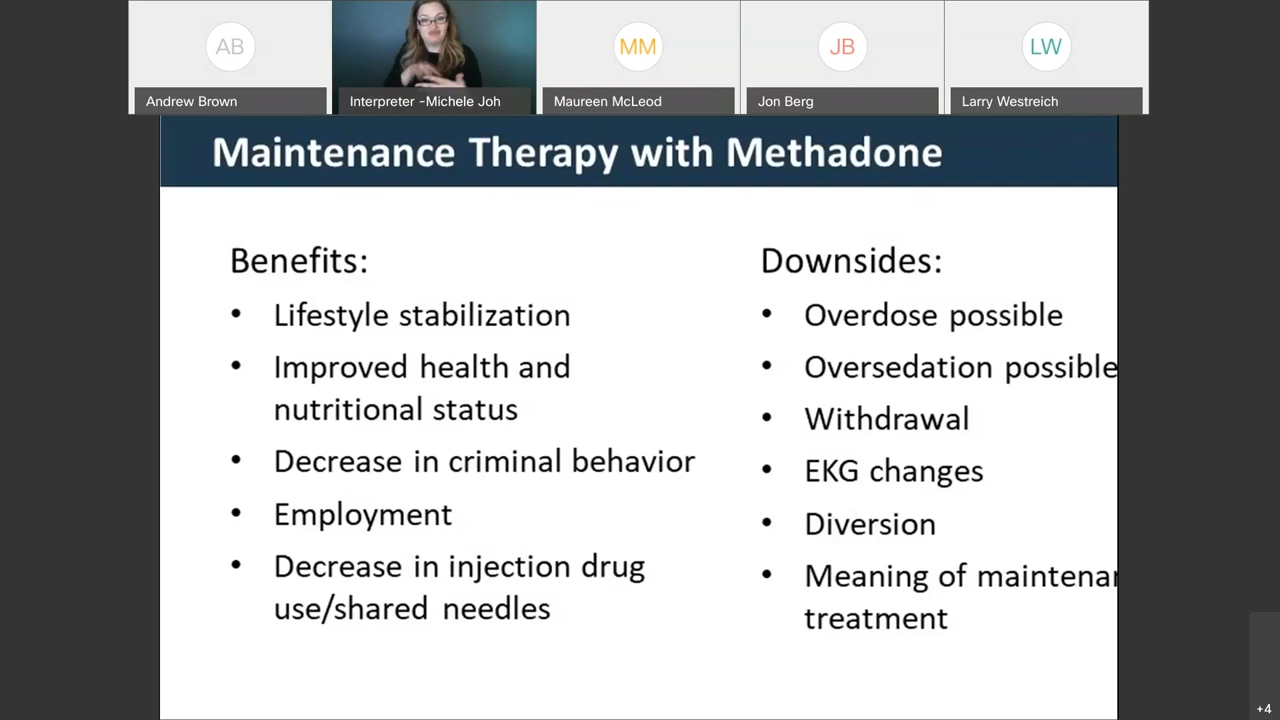 AB
MM
JB
LW
Andrew Brown
Interpreter -Michele Joh
Maureen McLeod
Jon Berg
Larry Westreich
Maintenance Therapy with Methadone
Benefits:
• Lifestyle stabilization
• Improved health and
nutritional status
• Decrease in criminal behavior
• Employment
• Decrease in injection drug
use/shared needles
Downsides:
• Overdose possible
• Oversedation possible
• Withdrawal
• EKG changes
• Diversion
• Meaning of maintenan
treatment
+4